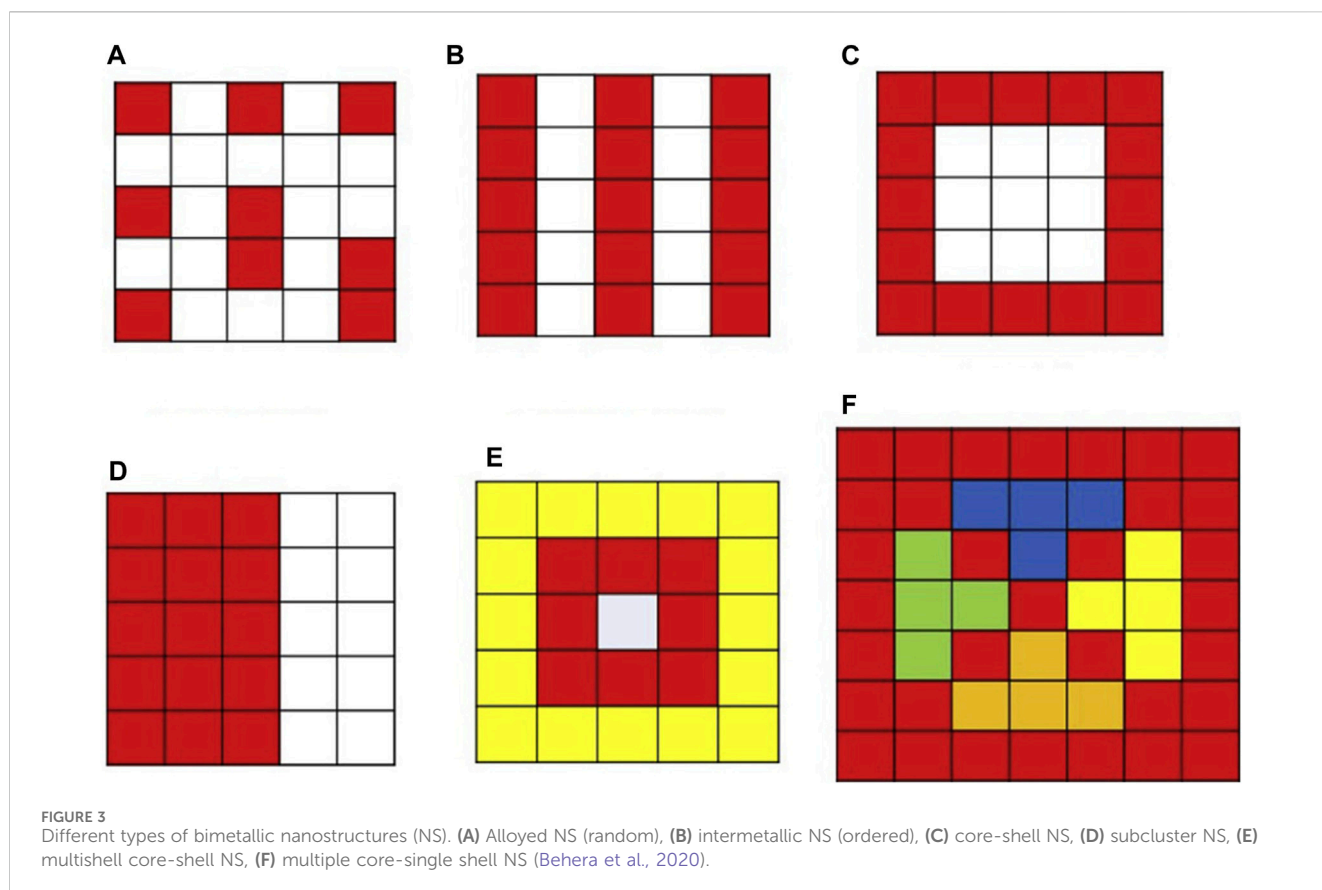 A
B
C
D
E
F
FIGURE 3
Different types of bimetallic nanostructures (NS). (A) Alloyed NS (random), (B) intermetallic NS (ordered), (C) core-shell NS, (D) subcluster NS, (E)
multishell core-shell NS, (F) multiple core-single shell NS (Behera et al., 2020).